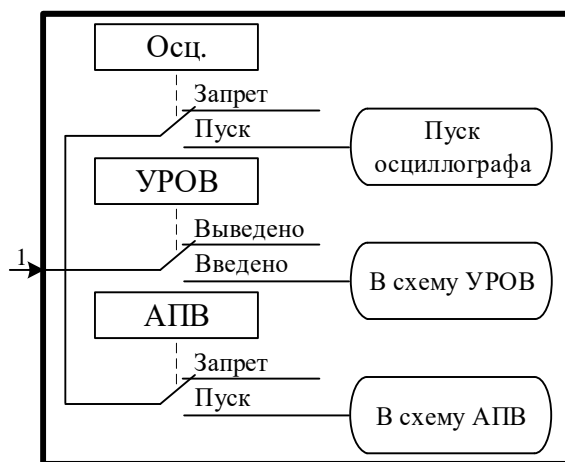 Осц.
Запрет
Пуск
Пуск
осциллографа
УРОВ
Выведено
1
Введено
В схему УРОВ
АПВ
Запрет
Пуск
В схему АПВ